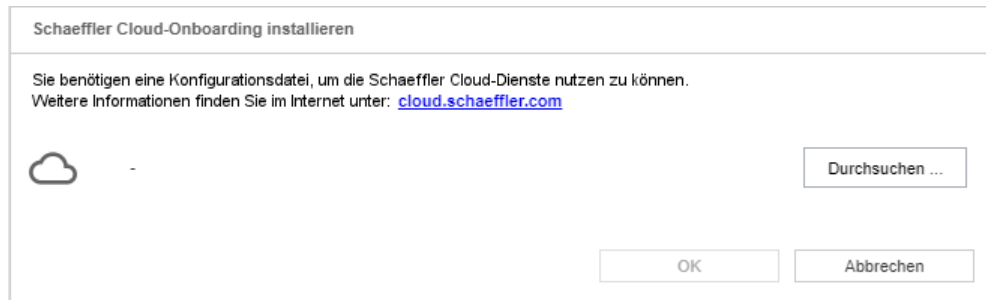 Schaeffler Cloud-Onboarding installieren
Sie benötigen eine Konfigurationsdatei, um die Schaeffler Cloud-Dienste nutzen zu können.
Weitere Informationen finden Sie im Internet unter: cloud.schaeffler.com
-
Durchsuchen ...
OK
Abbrechen